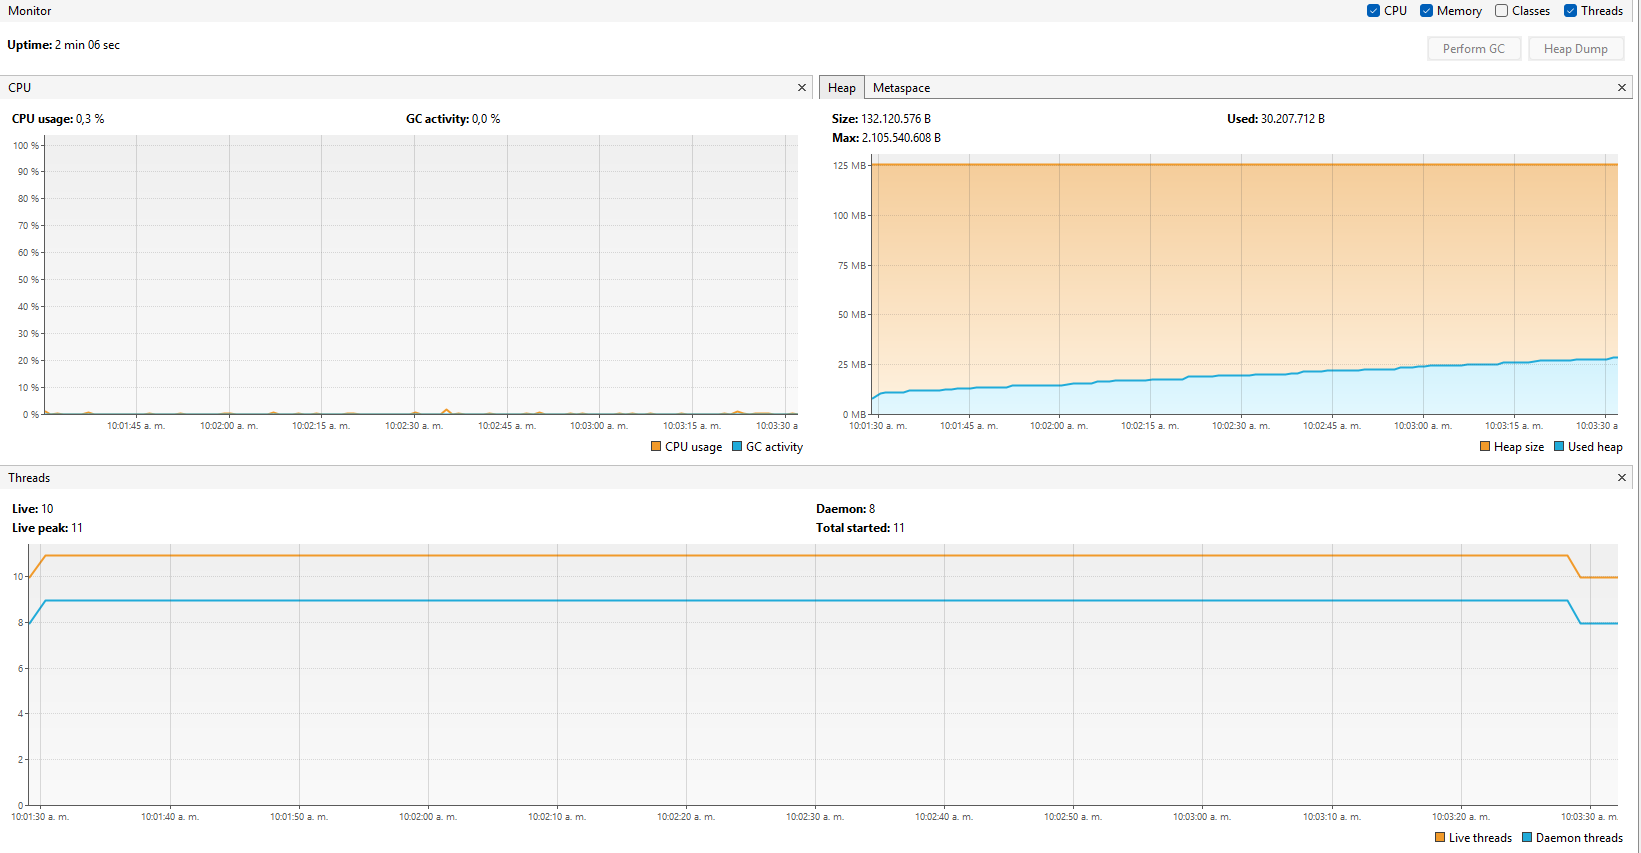 Monitor
CPU Memory Classes Threads
Uptime: 2 min 06 sec
Perform GC Heap Dump
CPU
CPU usage: 0,3 %
GC activity: 0,0 %
100 %
90 %
80 %
70 %
60 %
50 %
40 %
30 %
20 %
10 %
0 %
10:01:45 a. m. 10:02:00 a. m. 10:02:15 a. m. 10:02:30 a. m. 10:02:45 a. m. 10:03:00 a. m. 10:03:15 a. m. 10:03:30 a
CPU usage GC activity
Heap Metaspace
Size: 132.120.576 B
Used: 30.207.712 B
Max: 2.105.540.608 B
125 MB
100 MB
75 MB
50 MB
25 MB
0 MB
10:01:30 a. m. 10:01:45 a. m. 10:02:00 a. m. 10:02:15 a. m. 10:02:30 a. m. 10:02:45 a. m. 10:03:00 a. m. 10:03:15 a. m. 10:03:30 a
Heap size Used heap
Threads
Live: 10
Daemon: 8
Live peak: 11
Total started: 11
10
8
6
4
2
0
10:01:30 a. m. 10:01:40 a. m. 10:01:50 a. m. 10:02:00 a. m. 10:02:10 a. m. 10:02:20 a. m. 10:02:30 a. m. 10:02:40 a. m. 10:02:50 a. m. 10:03:00 a. m. 10:03:10 a. m. 10:03:20 a. m. 10:03:30 a. m.
Live threads Daemon threads